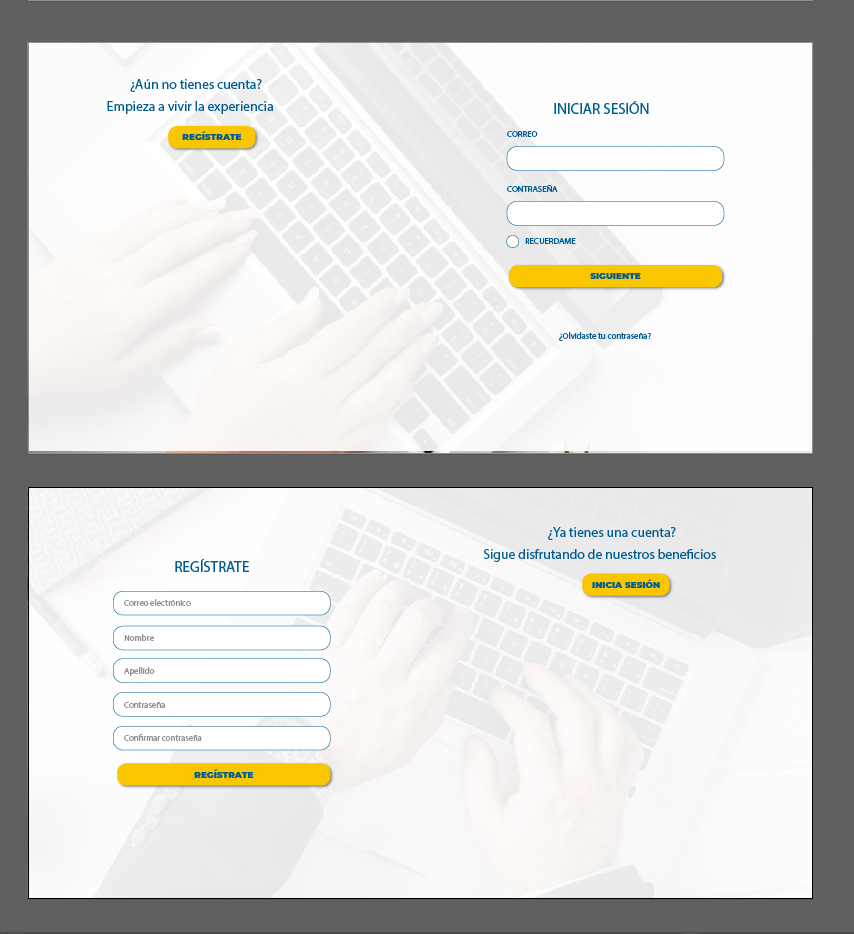 ¿Aún no tienes cuenta?
Empieza a vivir la experiencia
REGÍSTRATE
INICIAR SESIÓN
CORREO
CONTRASEÑA
RECUERDAME
SIGUIENTE
¿Olvidaste tu contraseña?
REGÍSTRATE
Correo electrónico
Nombre
Apellido
Contraseña
Confirmar contraseña
REGÍSTRATE
¿Ya tienes una cuenta?
Sigue disfrutando de nuestros beneficios
INICIA SESIÓN